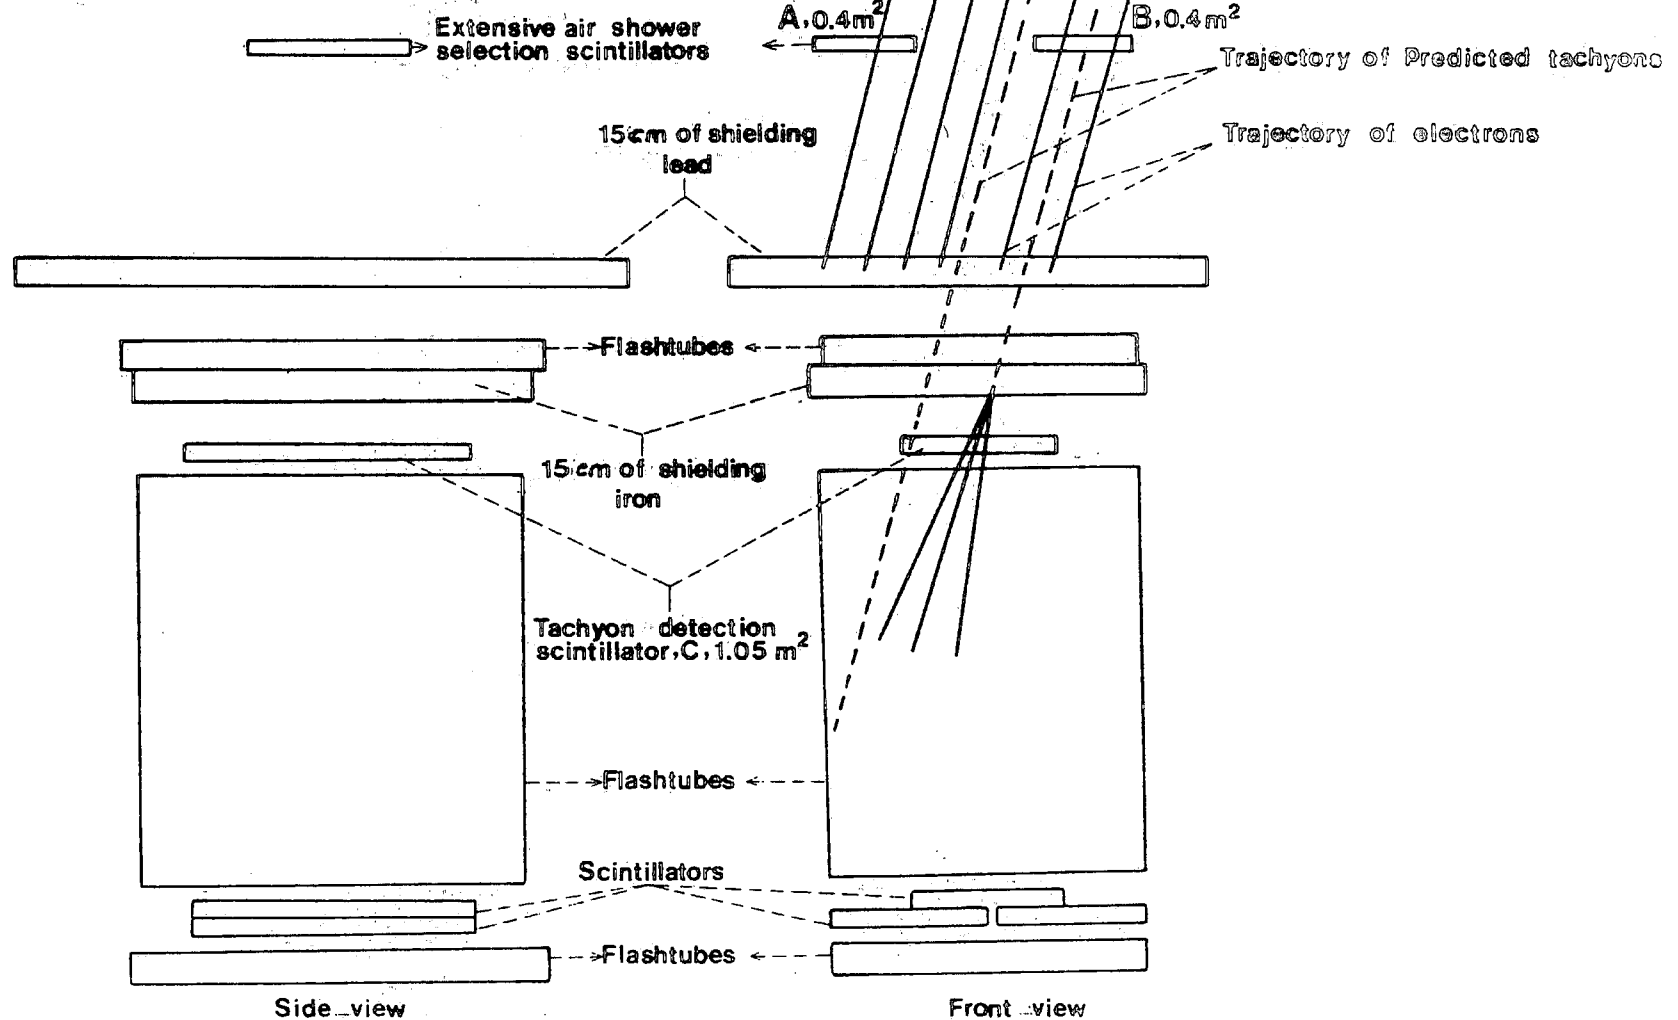 Extensive air shower
selection scintillators
A,0.4m²
B,0.4m²
Trajectory of Predicted tachyons
Trajectory of electrons
15cm of shielding
lead
Flashtubes
15cm of shielding
iron
Tachyon detection
scintillator,C,1.05 m²
Flashtubes
Scintillators
Flashtubes
Side view
Front view